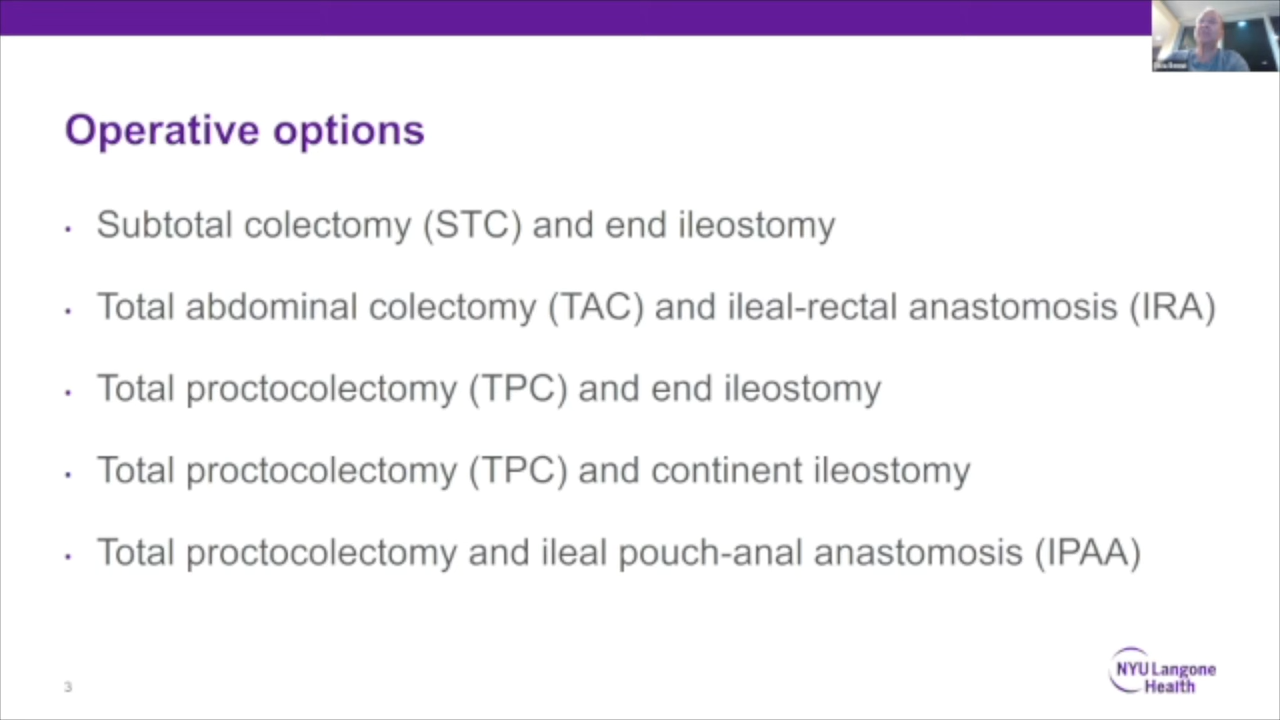 Operative options
• Subtotal colectomy (STC) and end ileostomy
• Total abdominal colectomy (TAC) and ileal-rectal anastomosis (IRA)
• Total proctocolectomy (TPC) and end ileostomy
• Total proctocolectomy (TPC) and continent ileostomy
• Total proctocolectomy and ileal pouch-anal anastomosis (IPAA)
3
NYU Langone
Health